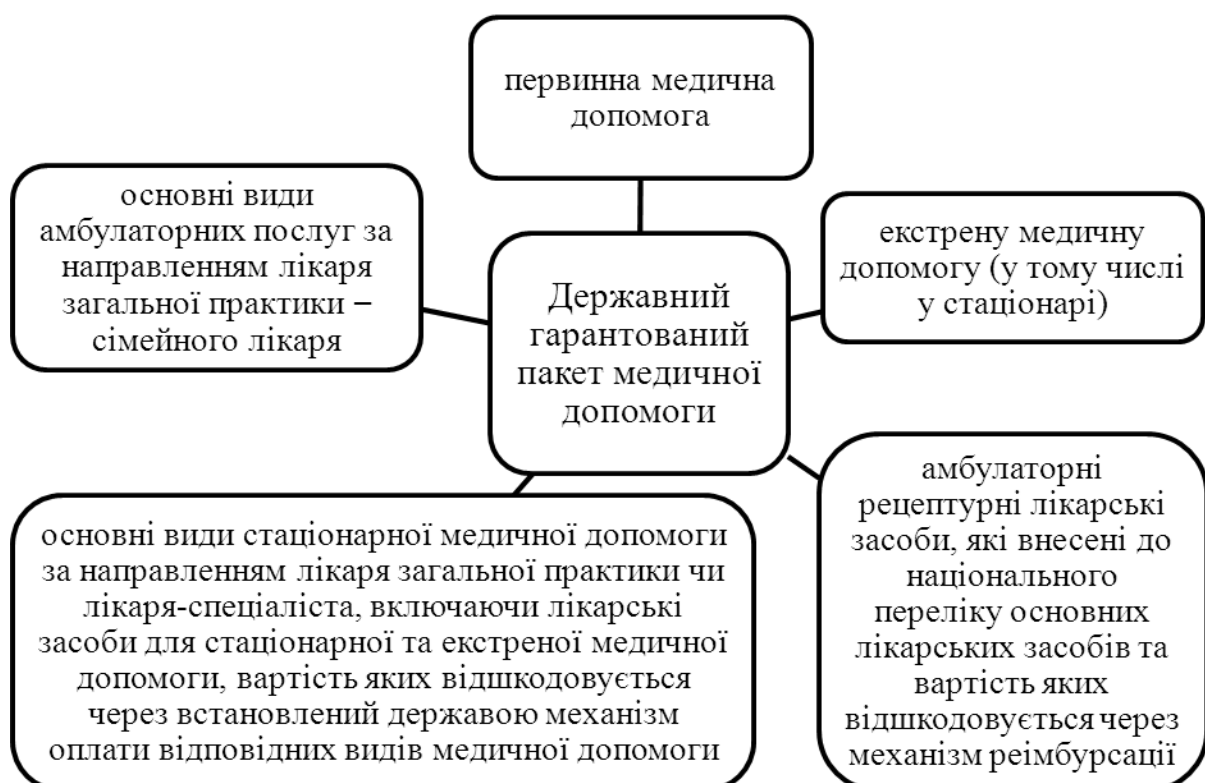 первинна медична
допомога
основні види
амбулаторних послуг за
направленням лікаря
загальної практики –
сімейного лікаря
екстрену медичну
допомогу (у тому числі
у стаціонарі)
Державний
гарантований
пакет медичної
допомоги
основні види стаціонарної медичної допомоги
за направленням лікаря загальної практики чи
лікаря-спеціаліста, включаючи лікарські
засоби для стаціонарної та екстреної медичної
допомоги, вартість яких відшкодовується
через встановлений державою механізм
оплати відповідних видів медичної допомоги
амбулаторні
рецептурні лікарські
засоби, які внесені до
національного
переліку основних
лікарських засобів та
вартість яких
відшкодовується через
механізм реімбурсації